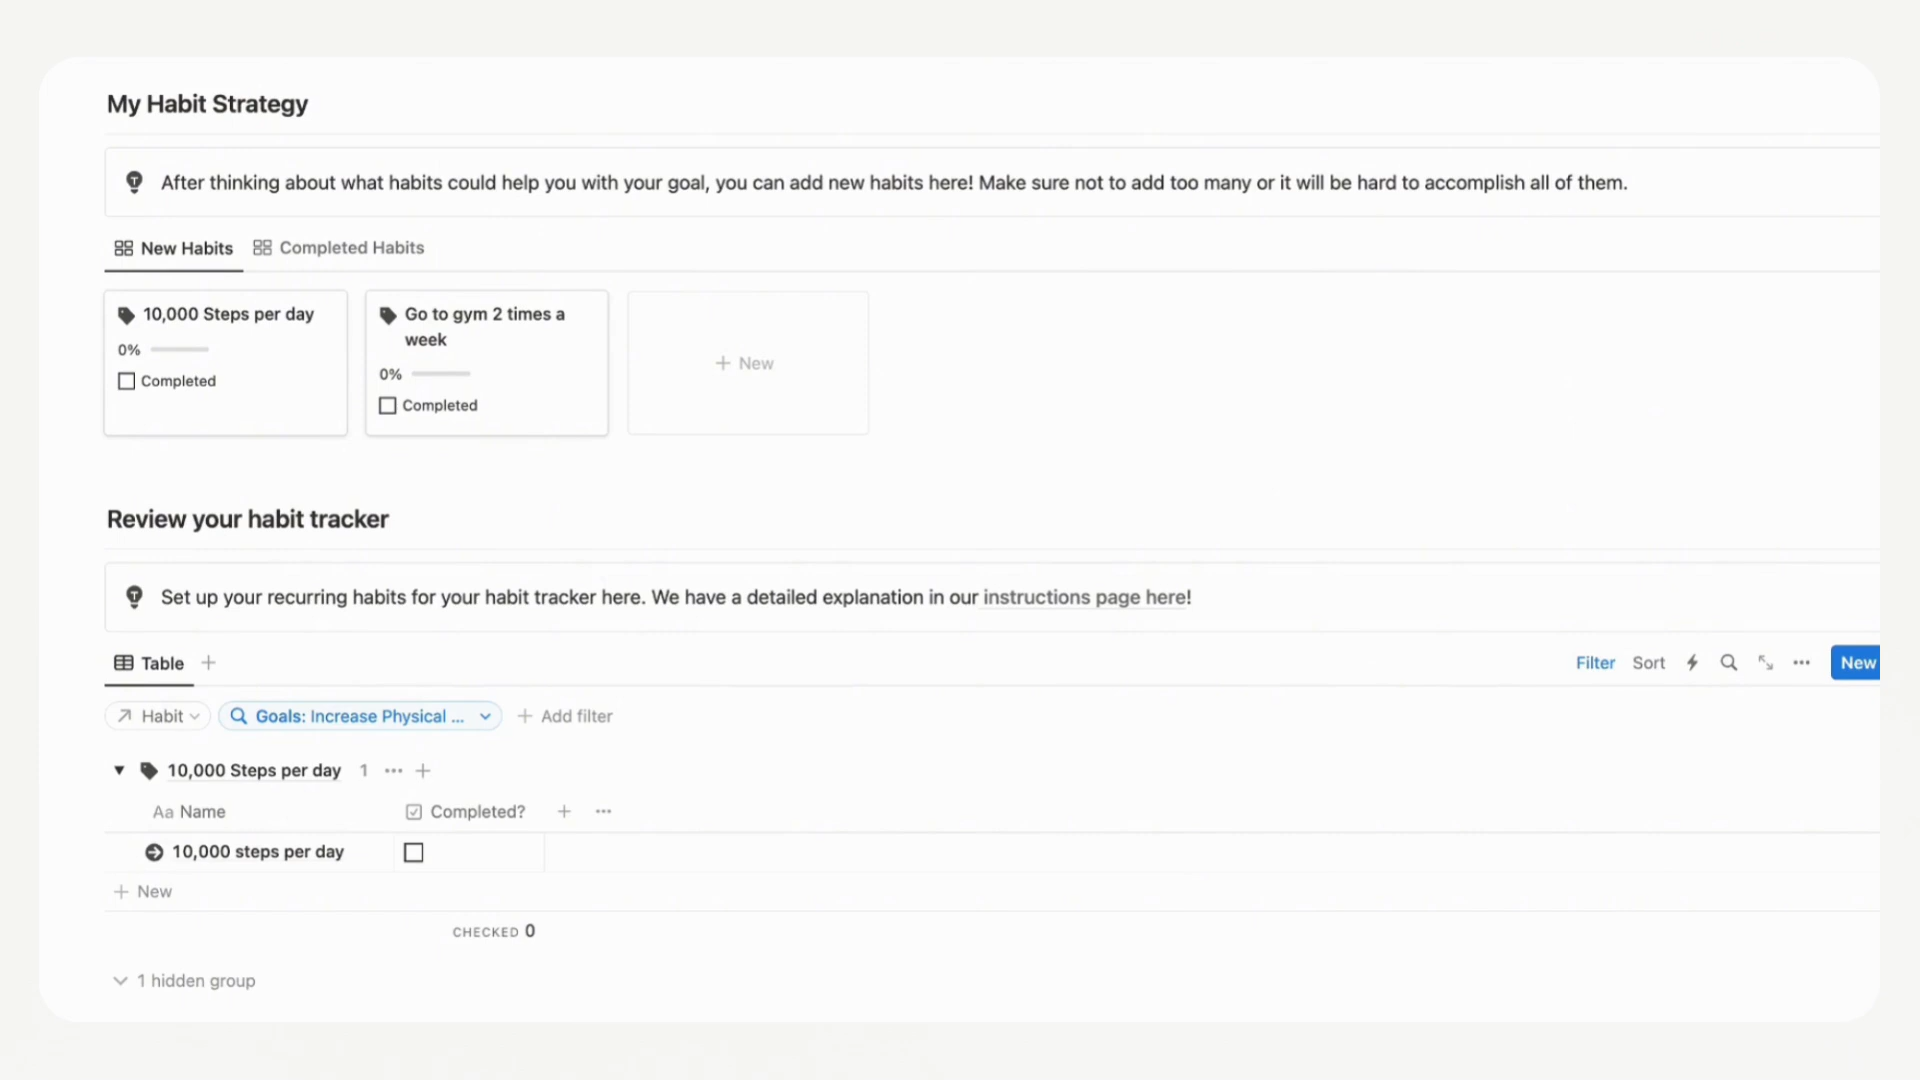 My Habit Strategy
After thinking about what habits could help you with your goal, you can add new habits here! Make sure not to add too many or it will be hard to accomplish all of them.
New Habits Completed Habits
10,000 Steps per day
0%
Completed
Go to gym 2 times a
week
0%
Completed
+ New
Review your habit tracker
Set up your recurring habits for your habit tracker here. We have a detailed explanation in our instructions page here!
Table +
Filter Sort New
Habit Goals: Increase Physical ... + Add filter
10,000 Steps per day 1 ... +
Aa Name Completed? + ...
10,000 steps per day
+ New
CHECKED 0
1 hidden group